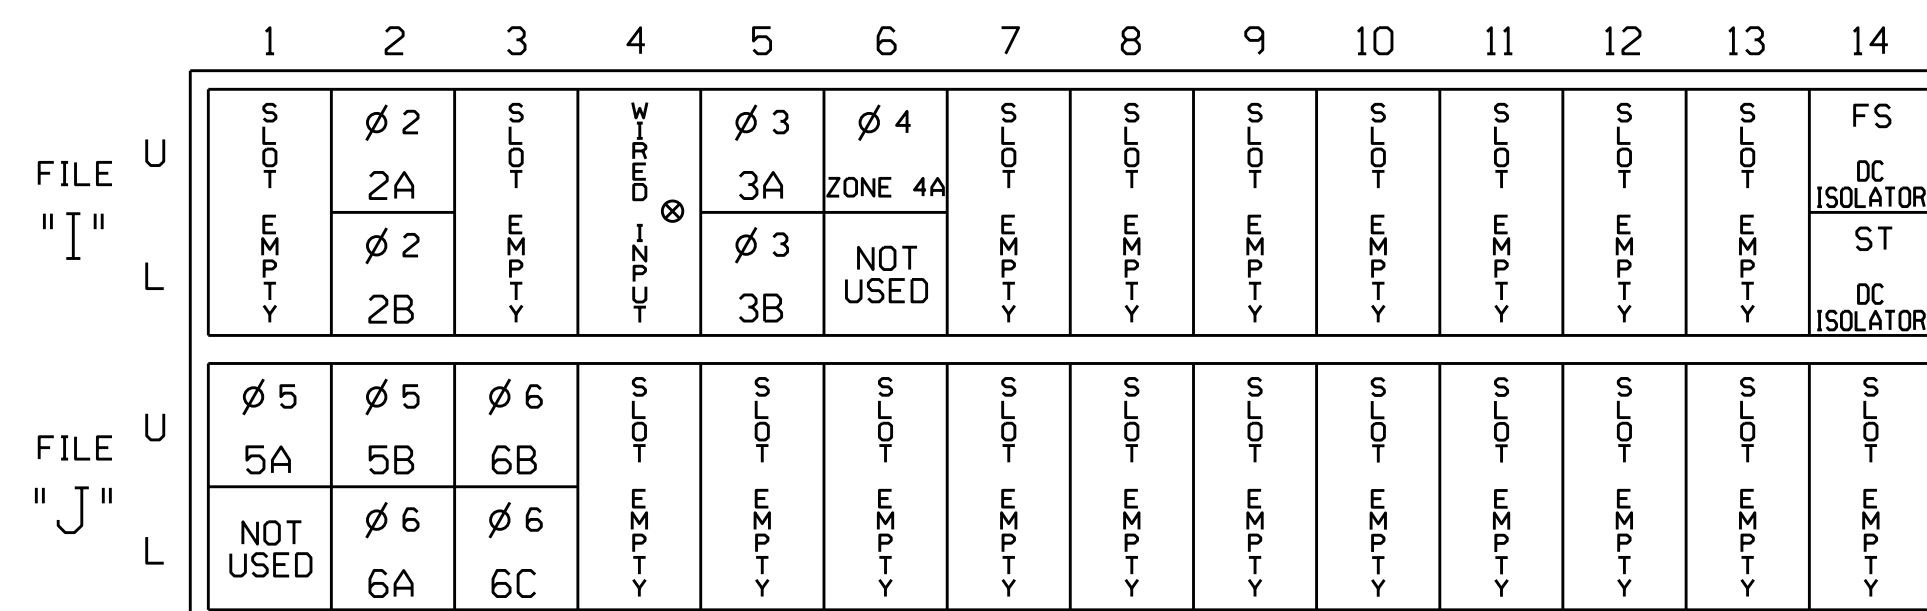 1 2 3 4 5 6 7 8 9 10 11 12 13 14
FILE "I"
U
L
SLOT EMPTY
Ø 2
2A
Ø 2
2B
SLOT EMPTY
WIRED INPUT
Ø 3
3A
Ø 3
3B
Ø 4
ZONE 4A
NOT
USED
SLOT EMPTY
SLOT EMPTY
SLOT EMPTY
SLOT EMPTY
SLOT EMPTY
SLOT EMPTY
SLOT EMPTY
FS
DC
ISOLATOR
ST
DC
ISOLATOR
FILE "J"
U
L
Ø 5
5A
NOT
USED
Ø 5
5B
Ø 6
6A
Ø 6
6B
Ø 6
6C
SLOT EMPTY
SLOT EMPTY
SLOT EMPTY
SLOT EMPTY
SLOT EMPTY
SLOT EMPTY
SLOT EMPTY
SLOT EMPTY
SLOT EMPTY
SLOT EMPTY
SLOT EMPTY